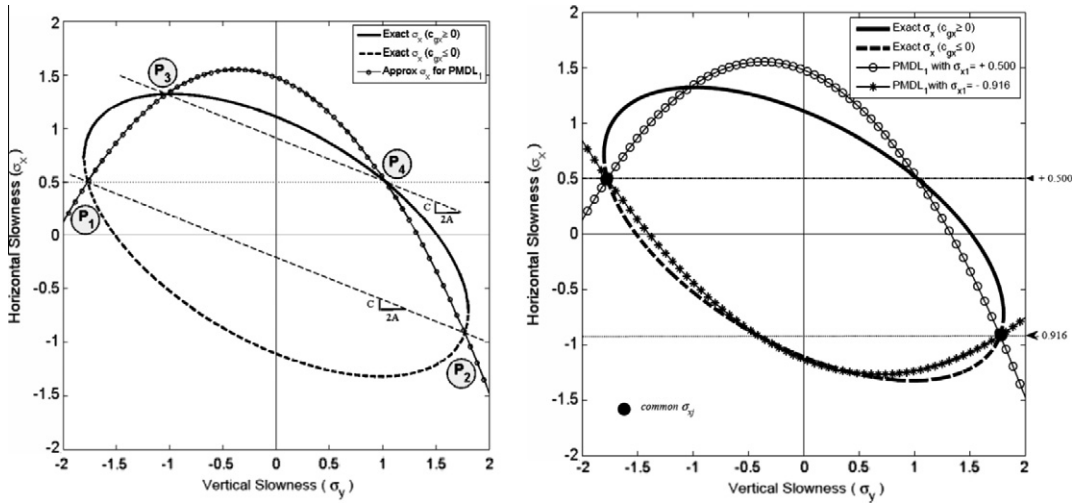 2
1.5
1
0.5
0
-0.5
-1
-1.5
-2
-2 -1.5 -1 -0.5 0 0.5 1 1.5 2
Horizontal Slowness (σx)
Vertical Slowness ( σy )
Exact σx ( cgx ≥ 0)
Exact σx ( cgx ≤ 0)
Approx σx for PMDL1
P3
P4
P1
P2
C
2A
C
2A
2
1.5
1
0.5
0
-0.5
-1
-1.5
-2
-2 -1.5 -1 -0.5 0 0.5 1 1.5 2
Horizontal Slowness (σx)
Vertical Slowness ( σy )
Exact σx ( cgx ≥ 0)
Exact σx ( cgx ≤ 0)
PMDL1 with σx1 = + 0.500
PMDL1 with σx1 = - 0.916
+ 0.500
- 0.916
common σxj